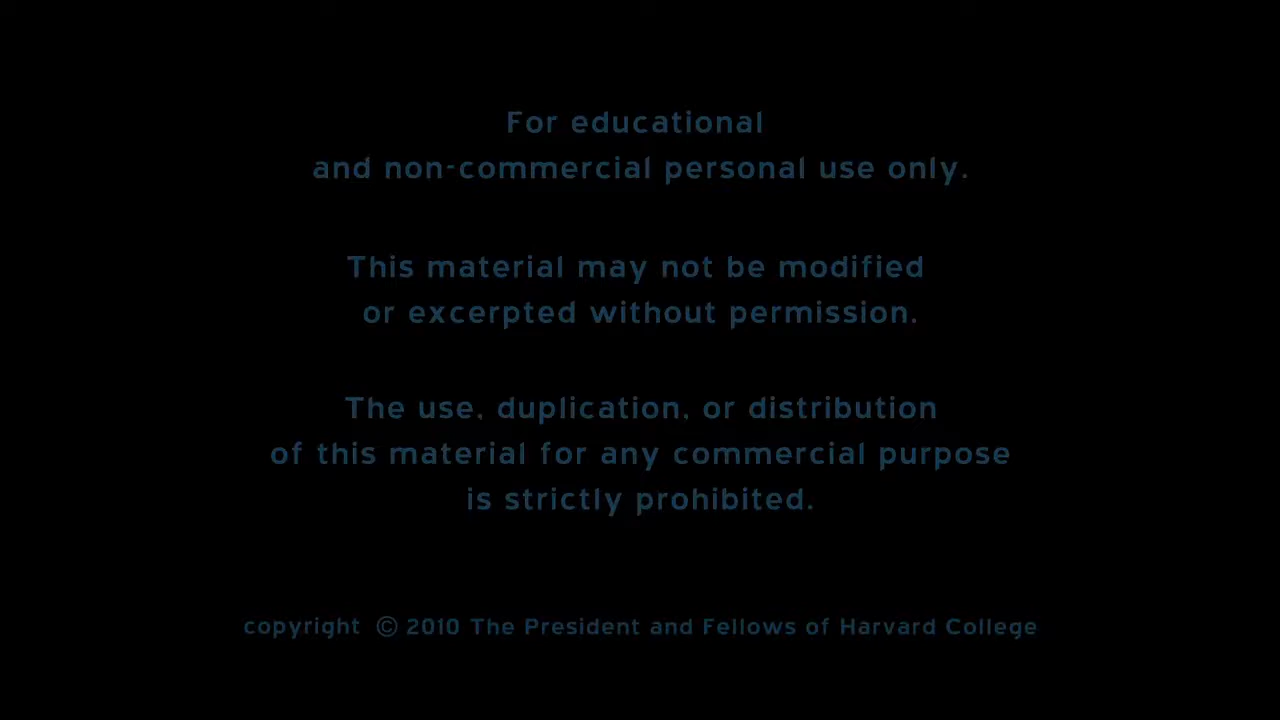 For educational
and non-commercial personal use only.
This material may not be modified
or excerpted without permission.
The use, duplication, or distribution
of this material for any commercial purpose
is strictly prohibited.
copyright © 2010 The President and Fellows of Harvard College